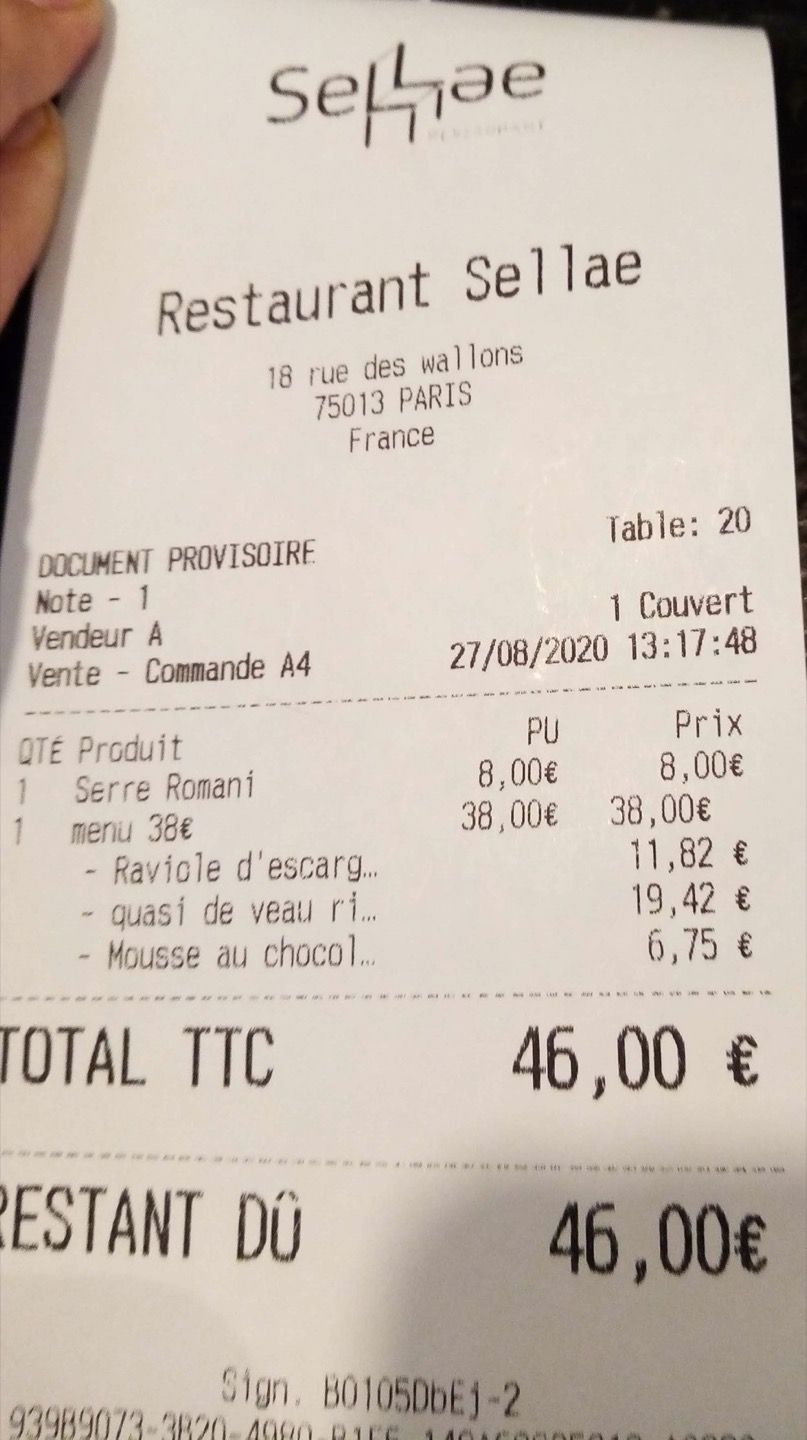 Sellae
RESTAURANT
Restaurant Sellae
18 rue des wallons
75013 PARIS
France
Table: 20
DOCUMENT PROVISOIRE
Note - 1
1 Couvert
Vendeur A
27/08/2020 13:17:48
Vente - Commande A4
QTÉ Produit PU Prix
1 Serre Romani 8,00€ 8,00€
1 menu 38€ 38,00€ 38,00€
- Raviole d'escarg... 11,82 €
- quasi de veau ri... 19,42 €
- Mousse au chocol... 6,75 €
TOTAL TTC 46,00 €
RESTANT DÛ 46,00€
Sign. B0105DbEj-2